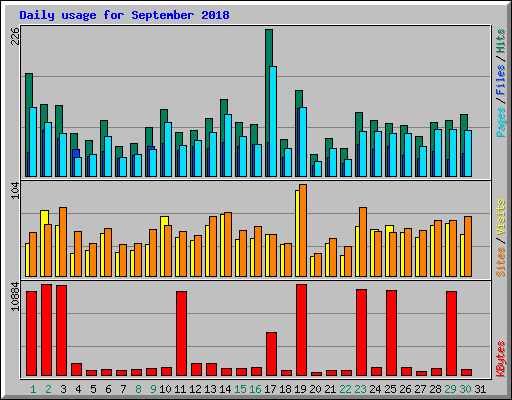 Daily usage for September 2018
226
Pages/Files/Hits
104
Sites/Visits
10884
KBytes
1 2 3 4 5 6 7 8 9 10 11 12 13 14 15 16 17 18 19 20 21 22 23 24 25 26 27 28 29 30 31